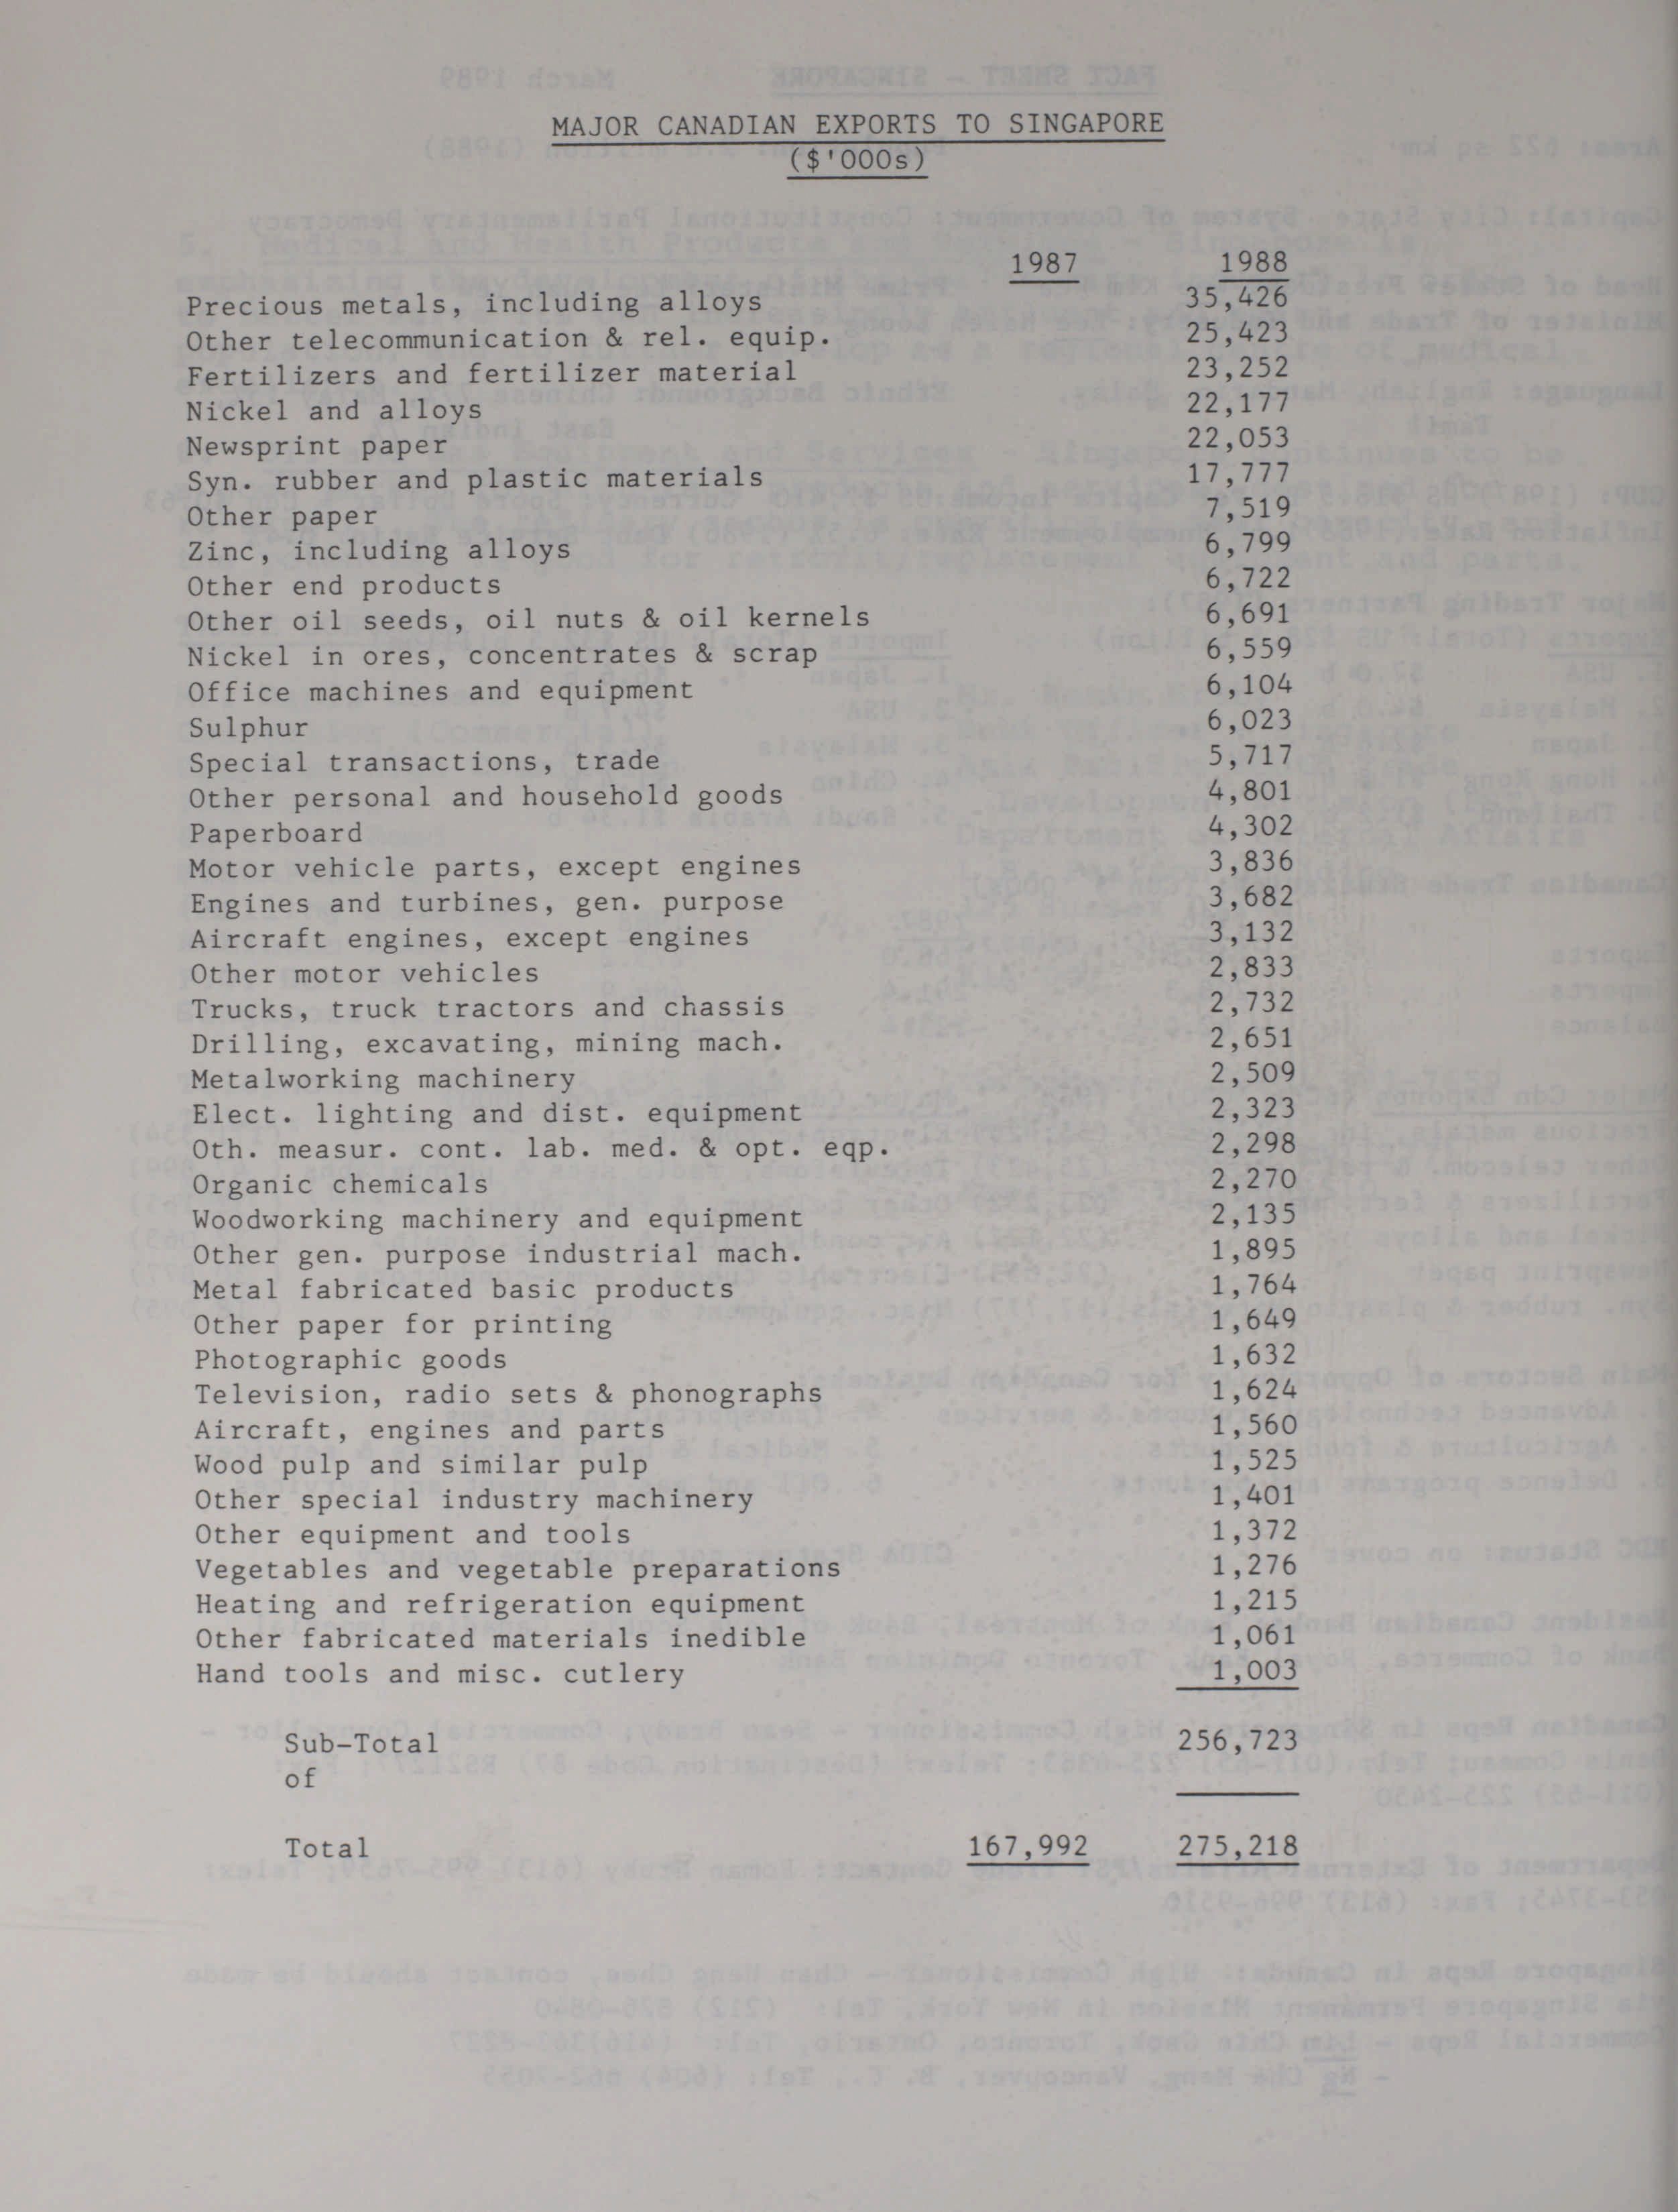 MAJOR CANADIAN EXPORTS TO SINGAPORE
($'000s)
1987 1988
Precious metals, including alloys 35,426
Other telecommunication & rel. equip. 25,423
Fertilizers and fertilizer material 23,252
Nickel and alloys 22,177
Newsprint paper 22,053
Syn. rubber and plastic materials 17,777
Other paper 7,519
Zinc, including alloys 6,799
Other end products 6,722
Other oil seeds, oil nuts & oil kernels 6,691
Nickel in ores, concentrates & scrap 6,559
Office machines and equipment 6,104
Sulphur 6,023
Special transactions, trade 5,717
Other personal and household goods 4,801
Paperboard 4,302
Motor vehicle parts, except engines 3,836
Engines and turbines, gen. purpose 3,682
Aircraft engines, except engines 3,132
Other motor vehicles 2,833
Trucks, truck tractors and chassis 2,732
Drilling, excavating, mining mach. 2,651
Metalworking machinery 2,509
Elect. lighting and dist. equipment 2,323
Oth. measur. cont. lab. med. & opt. eqp. 2,298
Organic chemicals 2,270
Woodworking machinery and equipment 2,135
Other gen. purpose industrial mach. 1,895
Metal fabricated basic products 1,764
Other paper for printing 1,649
Photographic goods 1,632
Television, radio sets & phonographs 1,624
Aircraft, engines and parts 1,560
Wood pulp and similar pulp 1,525
Other special industry machinery 1,401
Other equipment and tools 1,372
Vegetables and vegetable preparations 1,276
Heating and refrigeration equipment 1,215
Other fabricated materials inedible 1,061
Hand tools and misc. cutlery 1,003
Sub-Total 256,723
of
Total 167,992 275,218